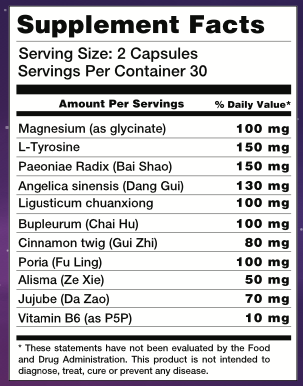 Supplement Facts
Serving Size: 2 Capsules
Servings Per Container 30
Amount Per Servings % Daily Value*
Magnesium (as glycinate) 100 mg
L-Tyrosine 150 mg
Paeoniae Radix (Bai Shao) 150 mg
Angelica sinensis (Dang Gui) 130 mg
Ligusticum chuanxiong 100 mg
Bupleurum (Chai Hu) 100 mg
Cinnamon twig (Gui Zhi) 80 mg
Poria (Fu Ling) 100 mg
Alisma (Ze Xie) 50 mg
Jujube (Da Zao) 70 mg
Vitamin B6 (as P5P) 10 mg
* These statements have not been evaluated by the Food
and Drug Administration. This product is not intended to
diagnose, treat, cure or prevent any disease.